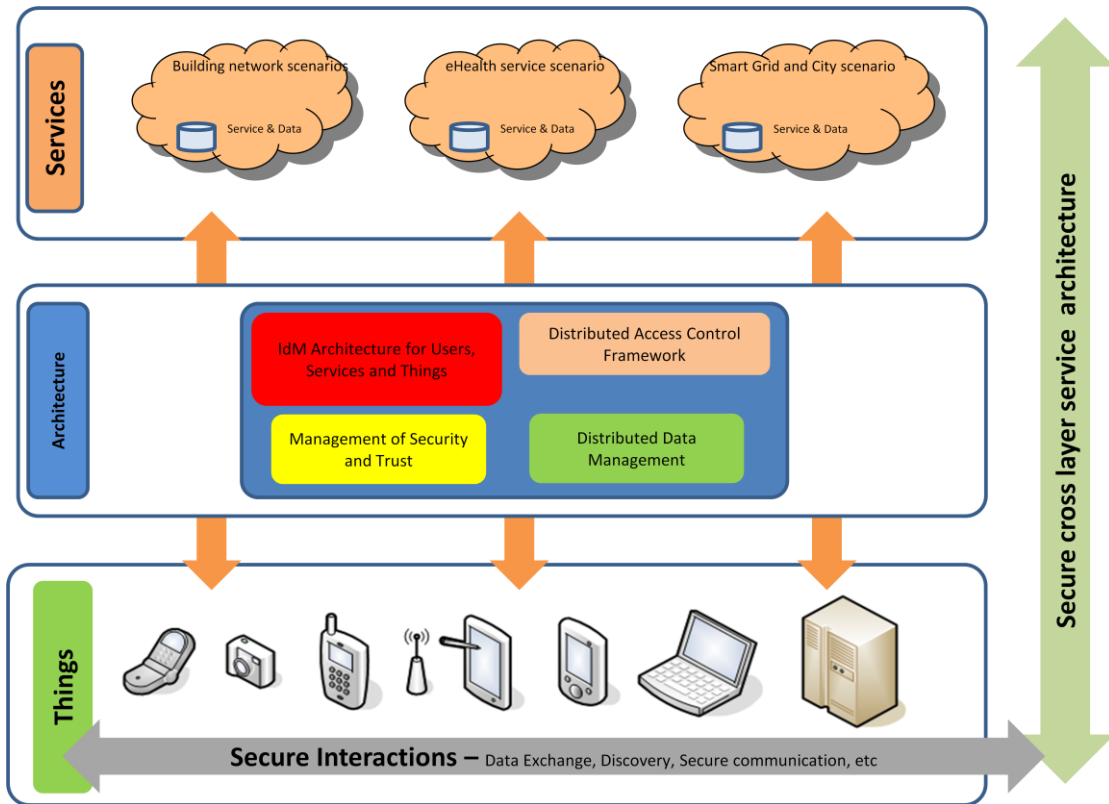 Services
Building network scenarios
Service & Data
eHealth service scenario
Service & Data
Smart Grid and City scenario
Service & Data
Architecture
IdM Architecture for Users,
Services and Things
Distributed Access Control
Framework
Management of Security
and Trust
Distributed Data
Management
Things
Secure Interactions – Data Exchange, Discovery, Secure communication, etc
Secure cross layer service architecture